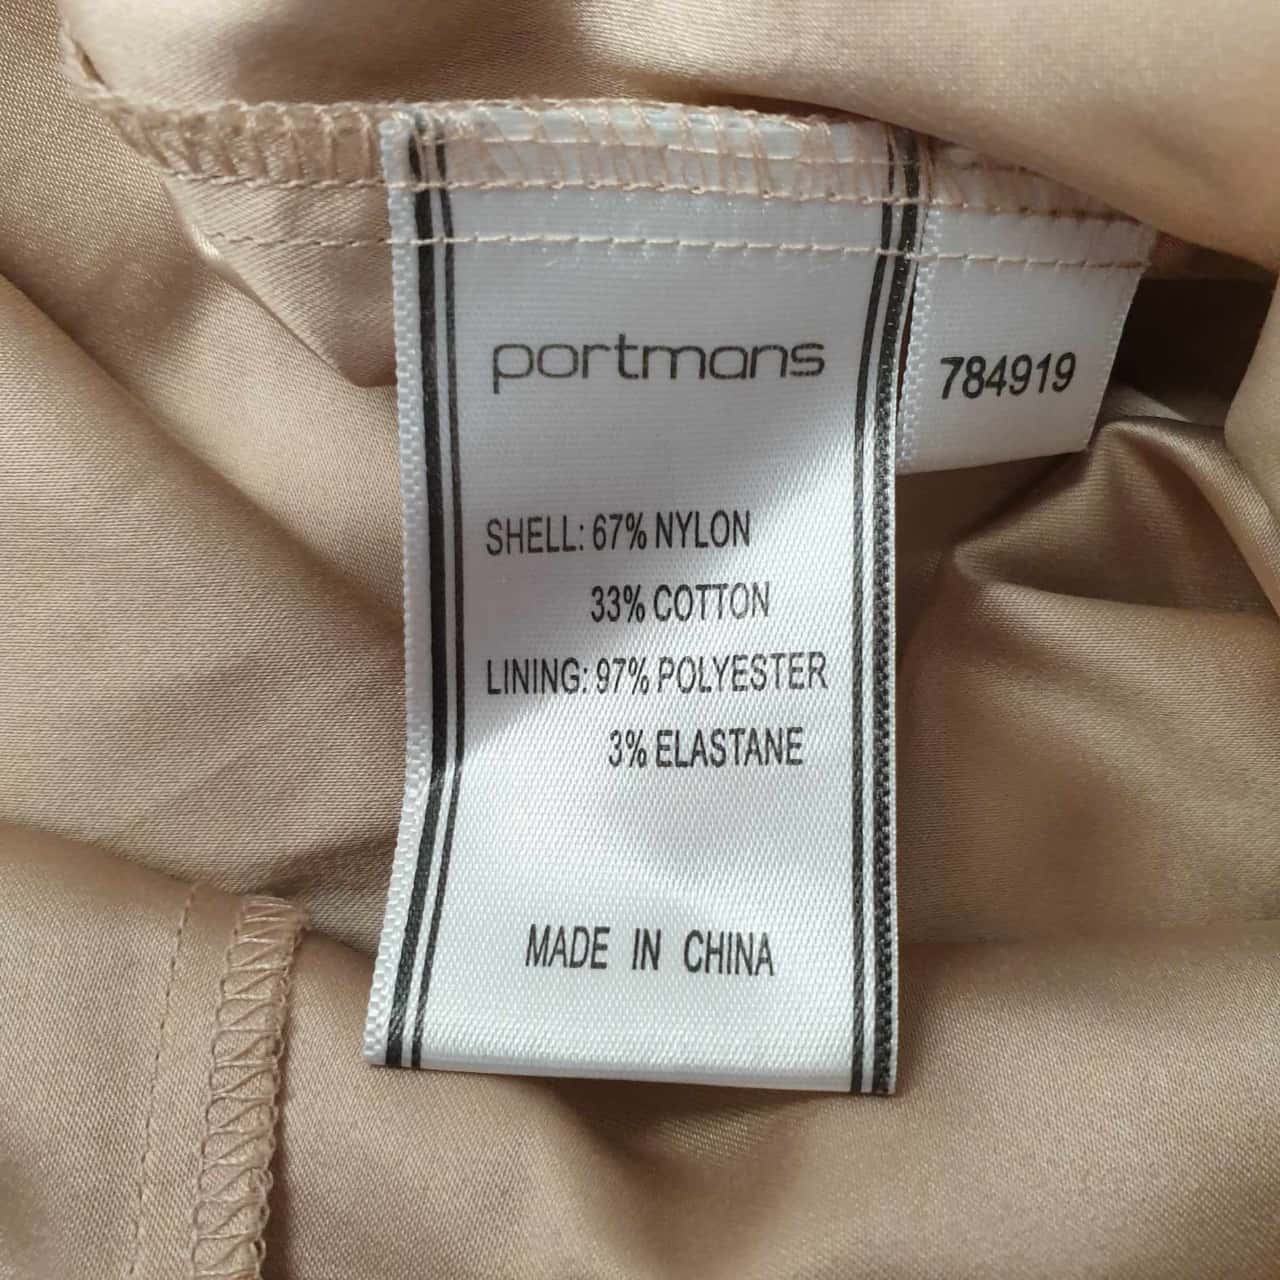 portmans
784919
SHELL: 67% NYLON
33% COTTON
LINING: 97% POLYESTER
3% ELASTANE
MADE IN CHINA